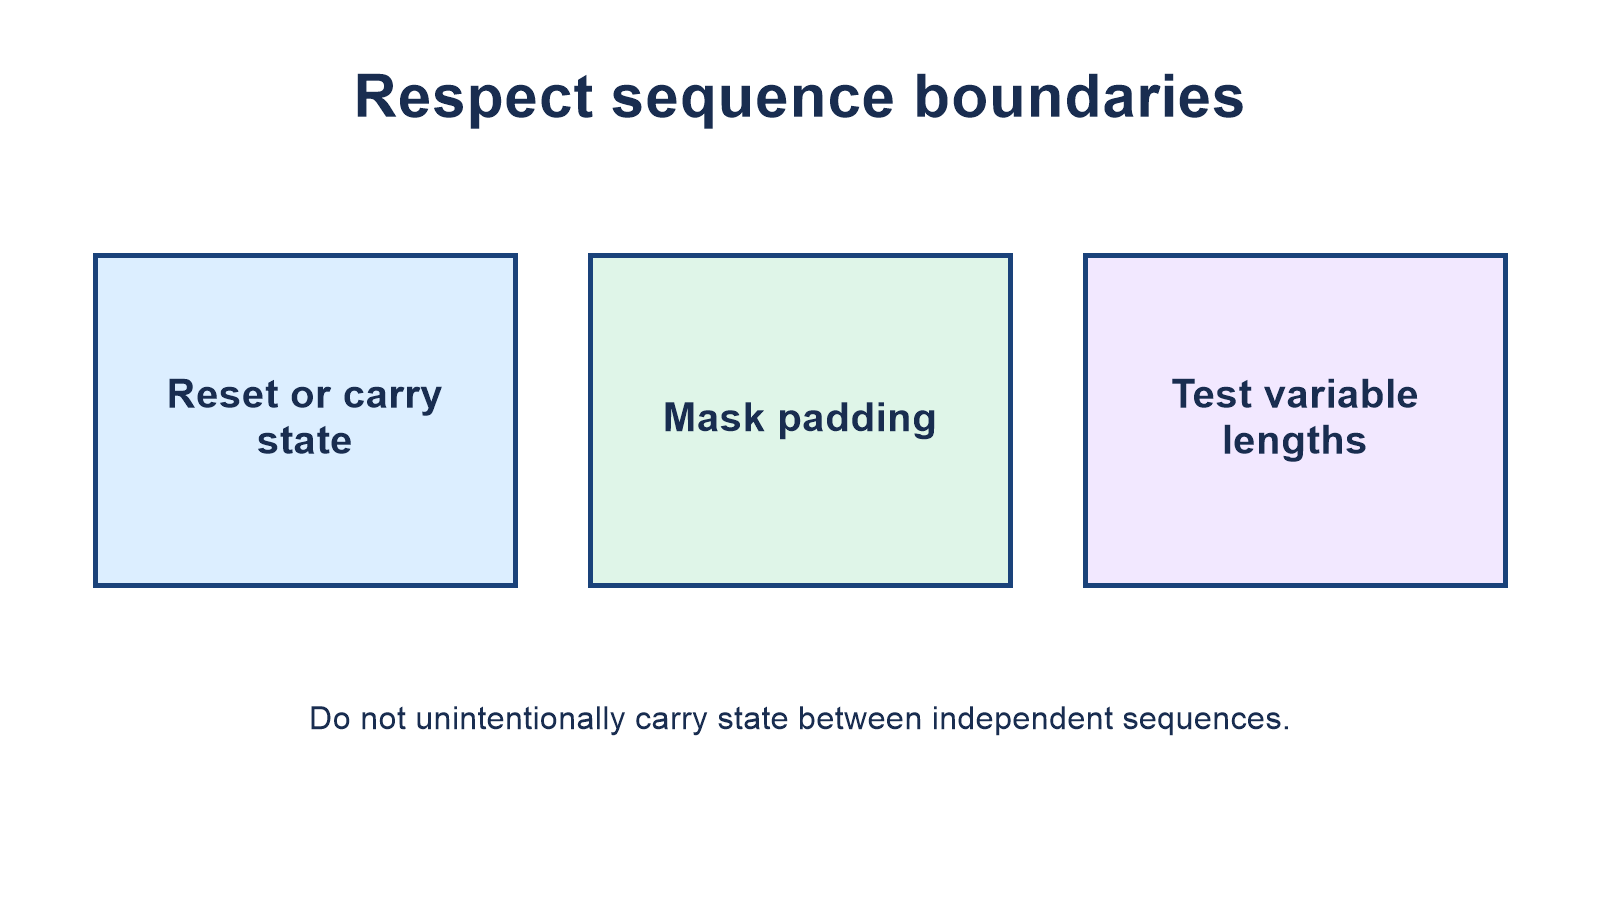 Respect sequence boundaries
Reset or carry
state
Mask padding
Test variable
lengths
Do not unintentionally carry state between independent sequences.